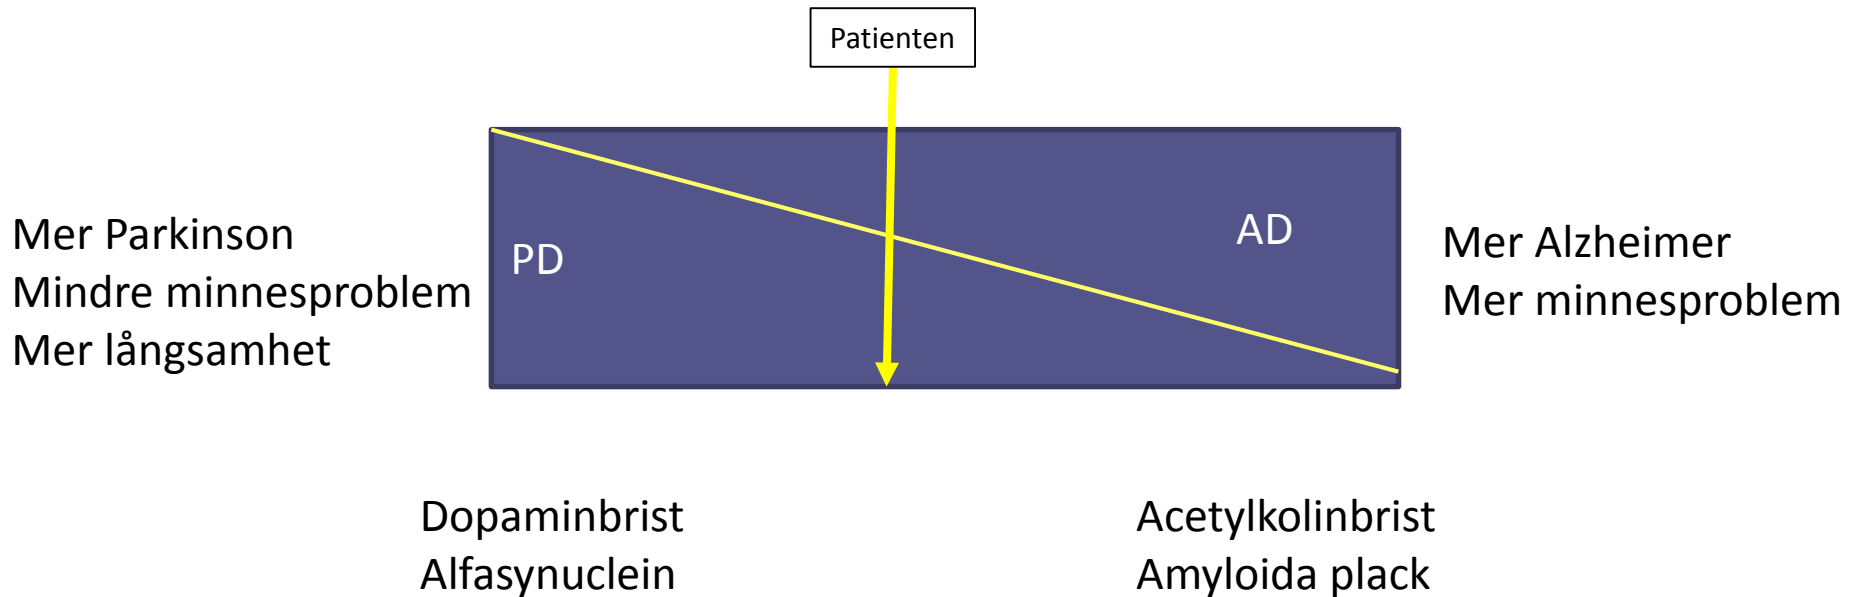 Patienten
Mer Parkinson
Mindre minnesproblem
Mer långsamhet
PD
AD
Mer Alzheimer
Mer minnesproblem
Dopaminbrist
Alfasynuclein
Acetylkolinbrist
Amyloida plack